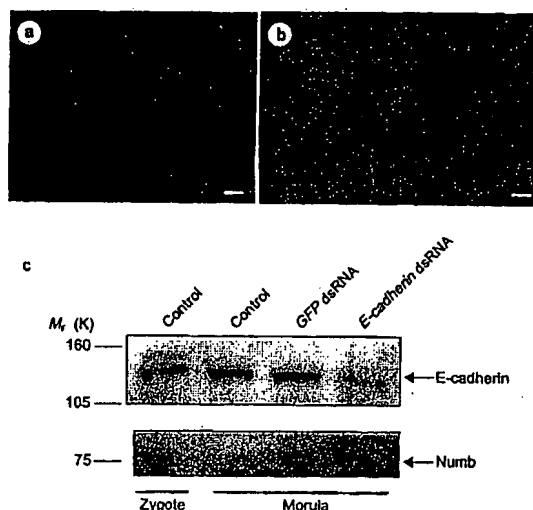 a
b
c
Control
Control
GFP dsRNA
E-cadherin dsRNA
Mr (K)
160
105
E-cadherin
75
Numb
Zygote
Morula